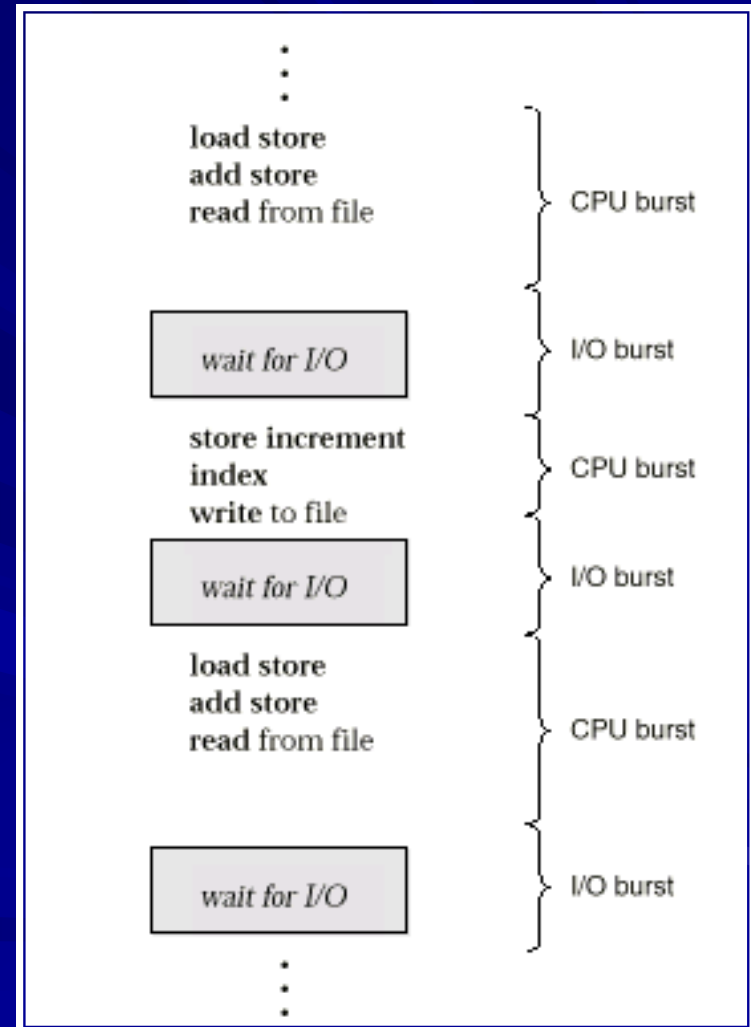 load store
add store
read from file
CPU burst
wait for I/O
I/O burst
store increment
index
write to file
CPU burst
wait for I/O
I/O burst
load store
add store
read from file
CPU burst
wait for I/O
I/O burst